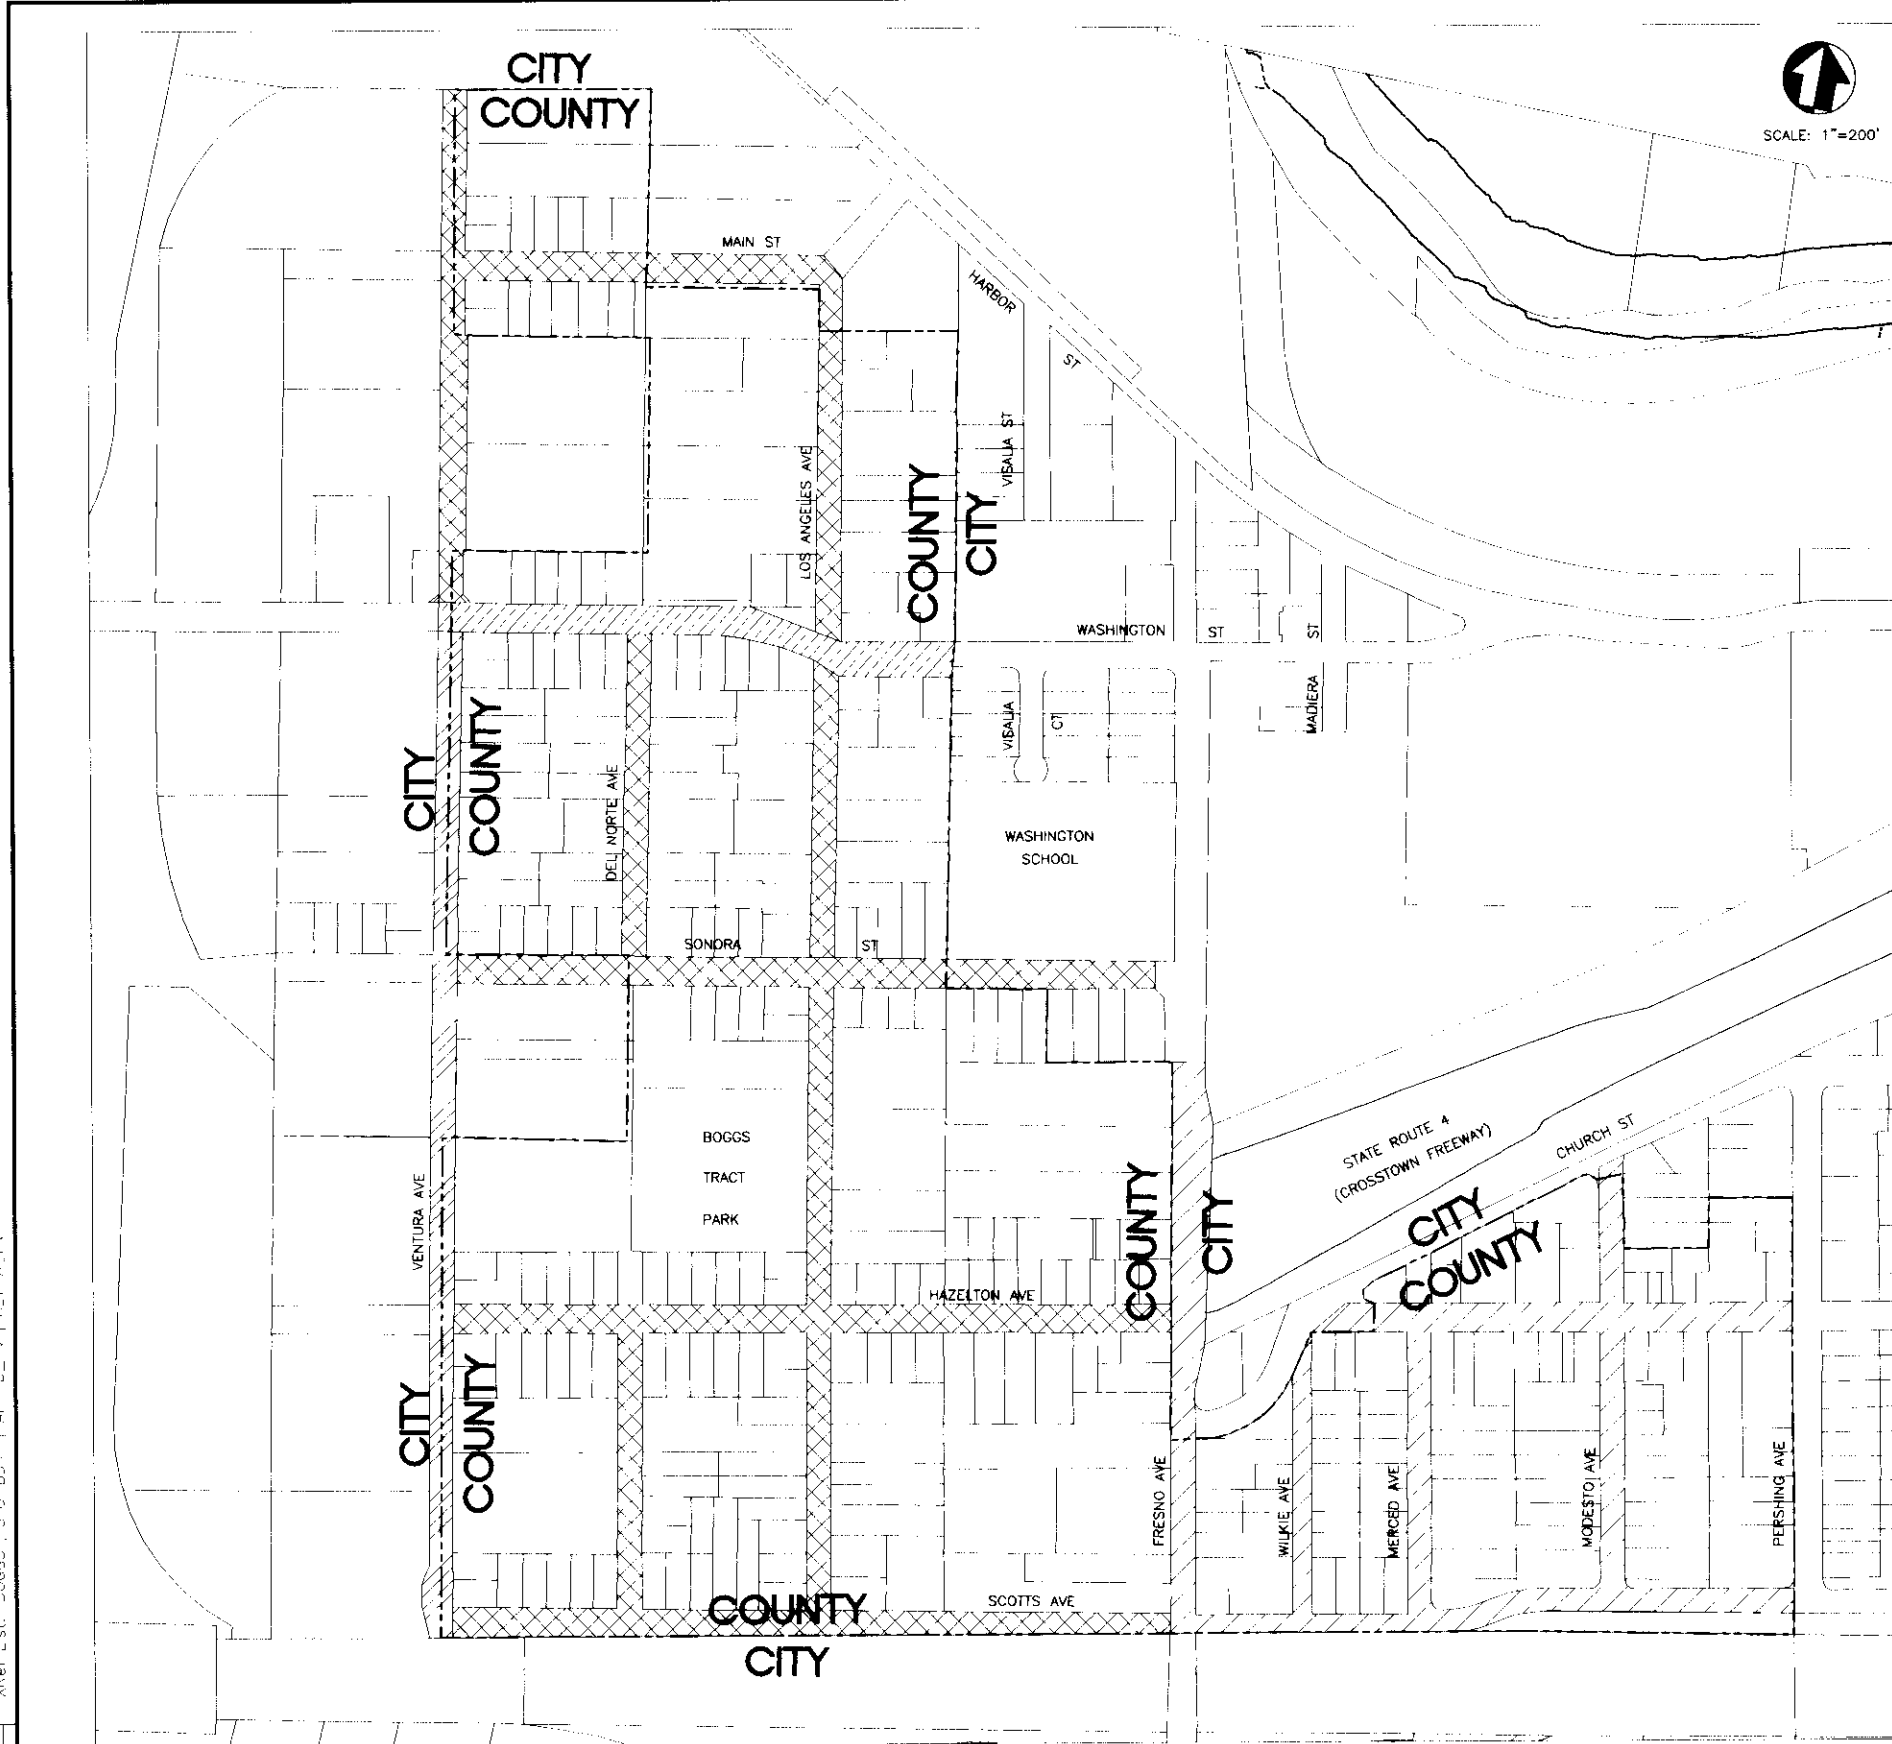 CITY
COUNTY
SCALE: 1"=200'
MAIN ST
HARBOR
ST
VISALIA ST
LOS ANGELES AVE
COUNTY
CITY
WASHINGTON
ST
MADIERA
ST
CITY
COUNTY
DEL NORTE AVE
VISALIA
CT
WASHINGTON
SCHOOL
SONORA
ST
BOGGS
TRACT
PARK
VENTURA AVE
COUNTY
CITY
STATE ROUTE 4
(CROSSTOWN FREEWAY)
CHURCH ST
CITY
COUNTY
HAZELTON AVE
CITY
COUNTY
FRESNO AVE
WILKIE AVE
MERCED AVE
MODESTO AVE
PERSHING AVE
COUNTY
SCOTTS AVE
CITY